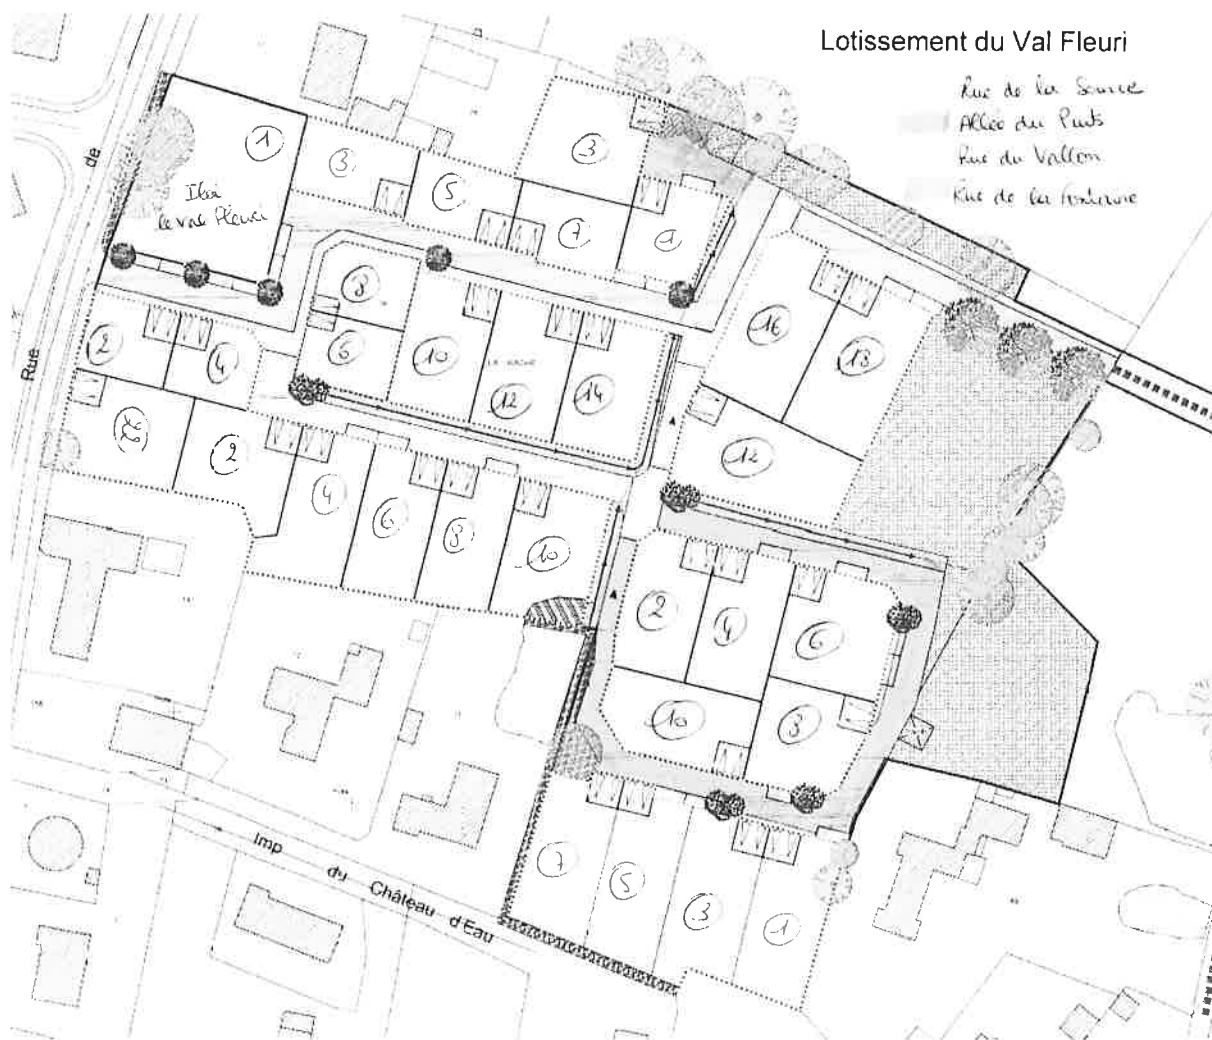 Lotissement du Val Fleuri
Rue de la Source
Allée du Puits
Rue du Vallon
Rue de la Fontaine
de
Rue
1
Ilot
le Val Fleuri
3
5
3
7
1
8
6
10
LA
12
14
16
18
12
2
4
2
4
6
8
10
2
4
6
10
8
7
5
3
1
Imp du Château d'Eau